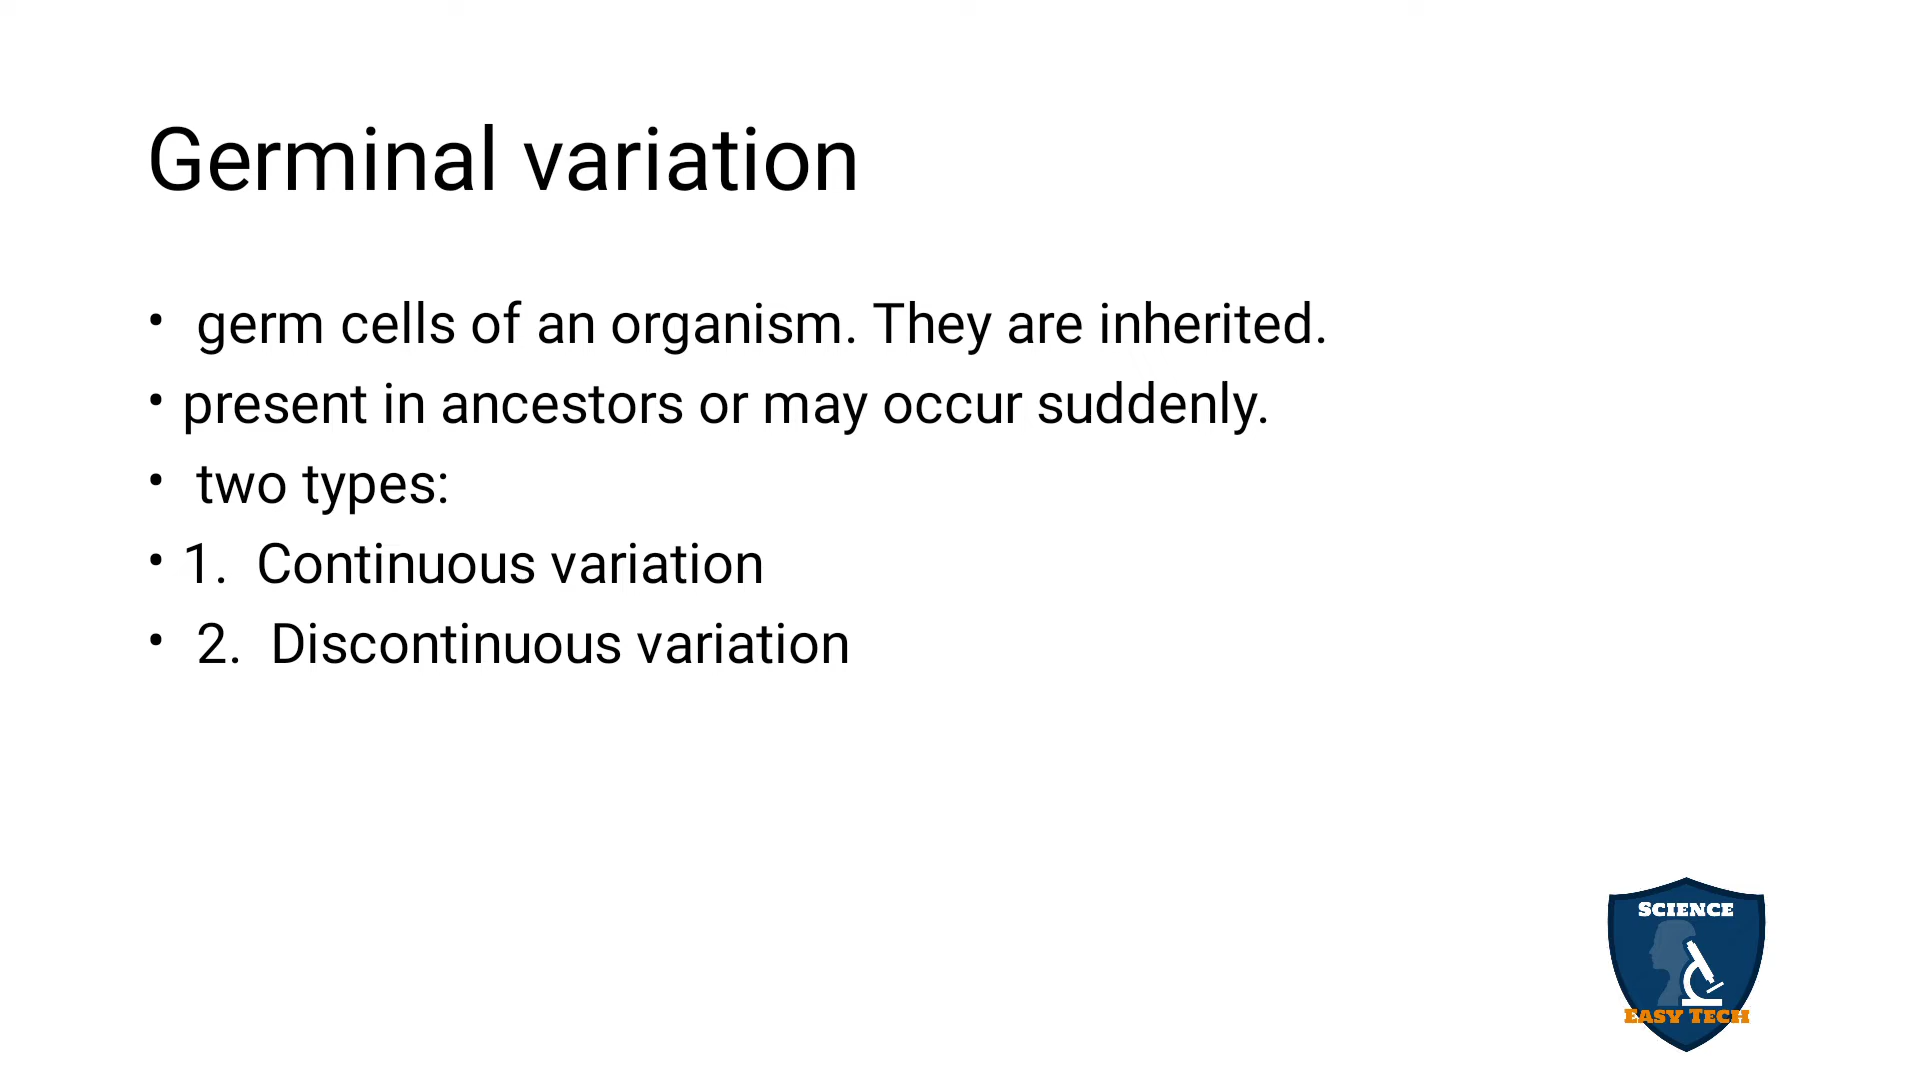 Germinal variation
• germ cells of an organism. They are inherited.
• present in ancestors or may occur suddenly.
• two types:
• 1. Continuous variation
• 2. Discontinuous variation
SCIENCE
EASY TECH